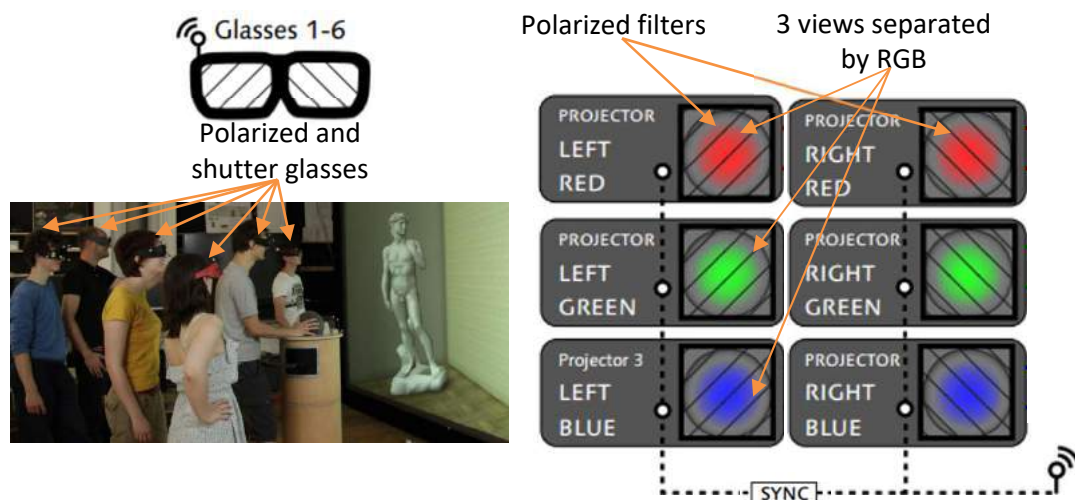 Glasses 1-6
Polarized and
shutter glasses
Polarized filters
3 views separated
by RGB
PROJECTOR
LEFT
RED
PROJECTOR
RIGHT
RED
PROJECTOR
LEFT
GREEN
PROJECTOR
RIGHT
GREEN
Projector 3
LEFT
BLUE
PROJECTOR
RIGHT
BLUE
SYNC